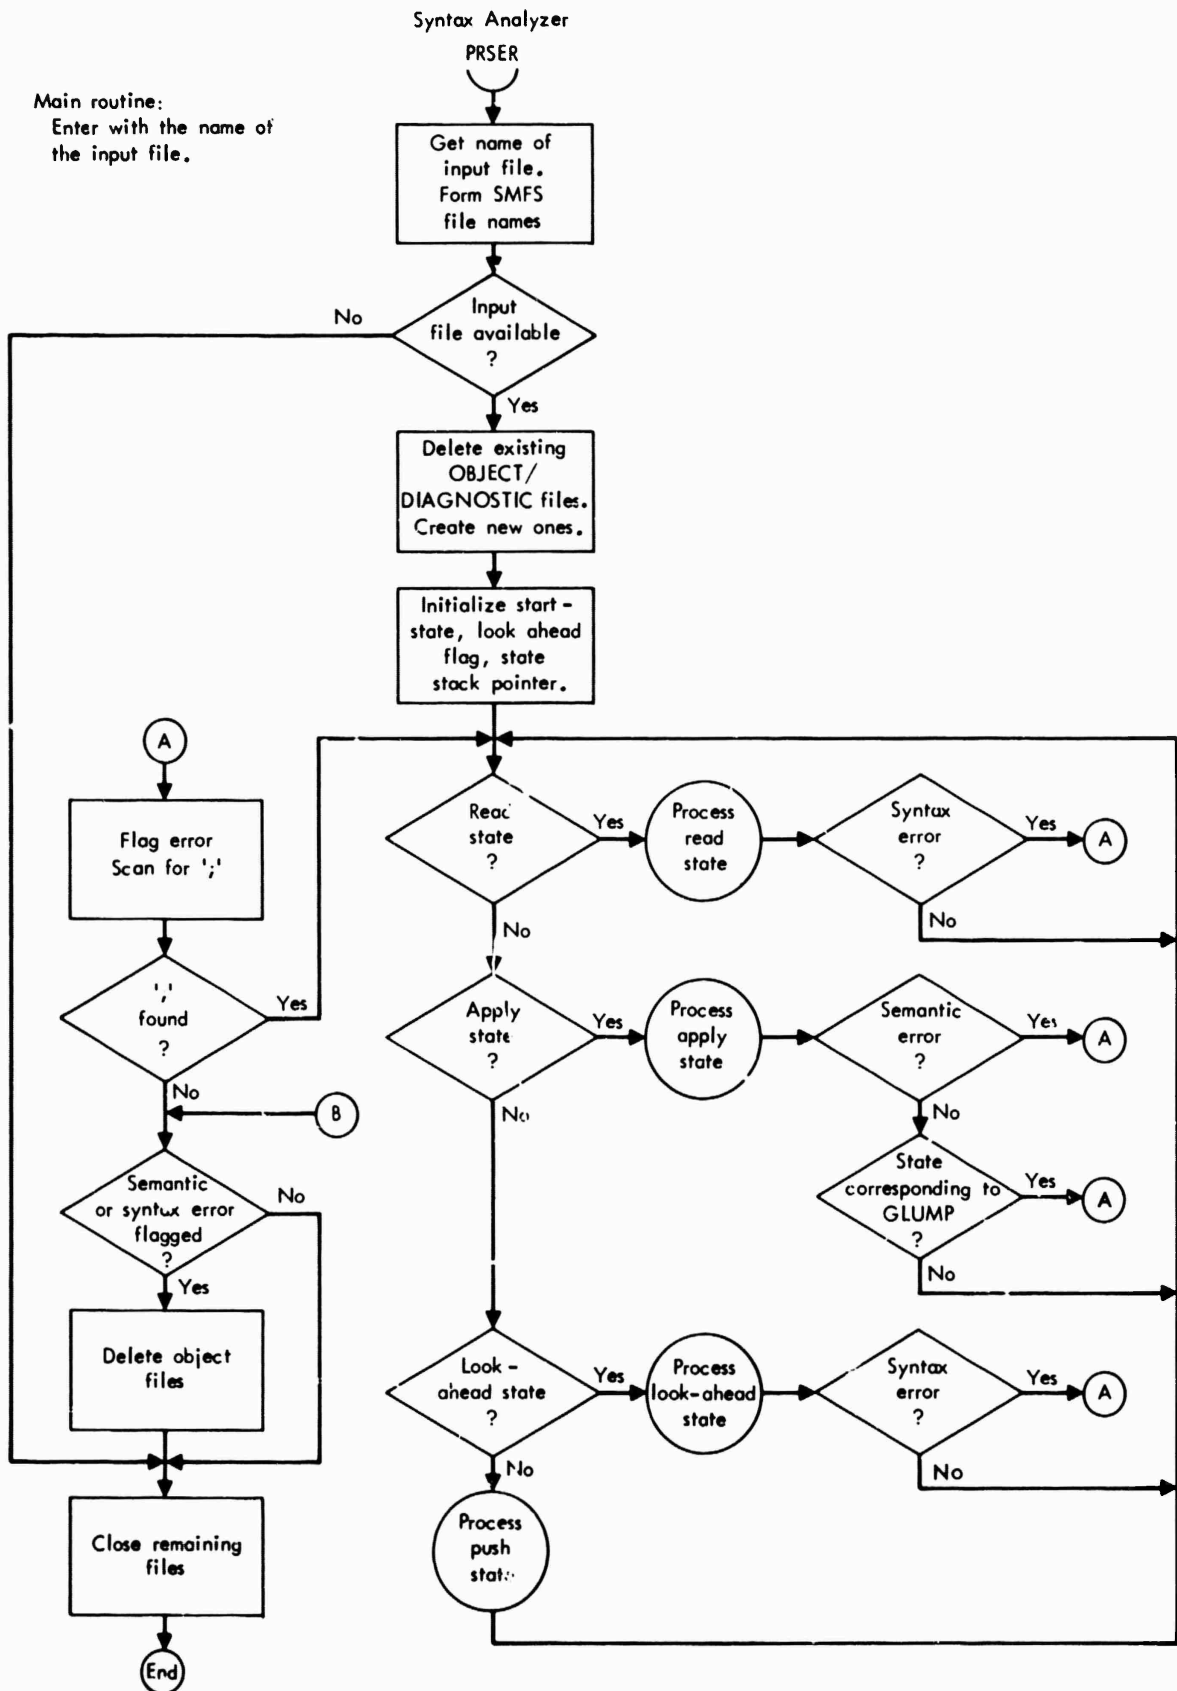 Syntax Analyzer
PRSER
Main routine:
Enter with the name of
the input file.
Get name of
input file.
Form SMFS
file names
Input
file available
?
No
Yes
Delete existing
OBJECT/
DIAGNOSTIC files.
Create new ones.
Initialize start-
state, look ahead
flag, state
stack pointer.
A
Flag error
Scan for ';'
';'
found
?
Yes
No
B
Semantic
or syntax error
flagged
?
No
Yes
Delete object
files
Close remaining
files
End
Read
state
?
Yes
Process
read
state
Syntax
error
?
Yes
A
No
No
Apply
state
?
Yes
Process
apply
state
Semantic
error
?
Yes
A
No
No
State
corresponding to
GLUMP
?
Yes
A
No
Look-
ahead state
?
Yes
Process
look-ahead
state
Syntax
error
?
Yes
A
No
No
Process
push
state